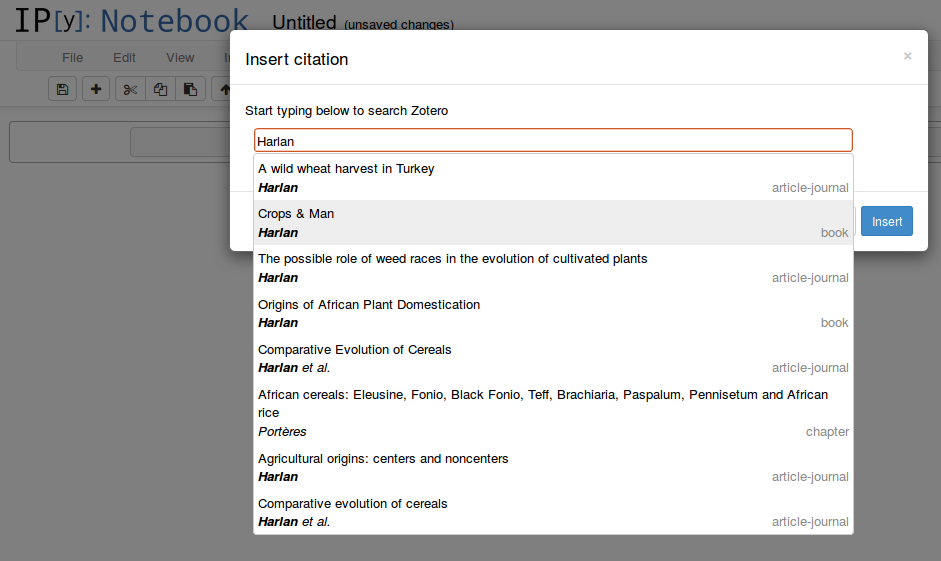 IP[y]: Notebook Untitled (unsaved changes)
File Edit View
Insert citation ×
Start typing below to search Zotero
Harlan
A wild wheat harvest in Turkey
Harlan article-journal
Crops & Man
Harlan book
Insert
The possible role of weed races in the evolution of cultivated plants
Harlan article-journal
Origins of African Plant Domestication
Harlan book
Comparative Evolution of Cereals
Harlan et al. article-journal
African cereals: Eleusine, Fonio, Black Fonio, Teff, Brachiaria, Paspalum, Pennisetum and African
rice
Portères chapter
Agricultural origins: centers and noncenters
Harlan article-journal
Comparative evolution of cereals
Harlan et al. article-journal